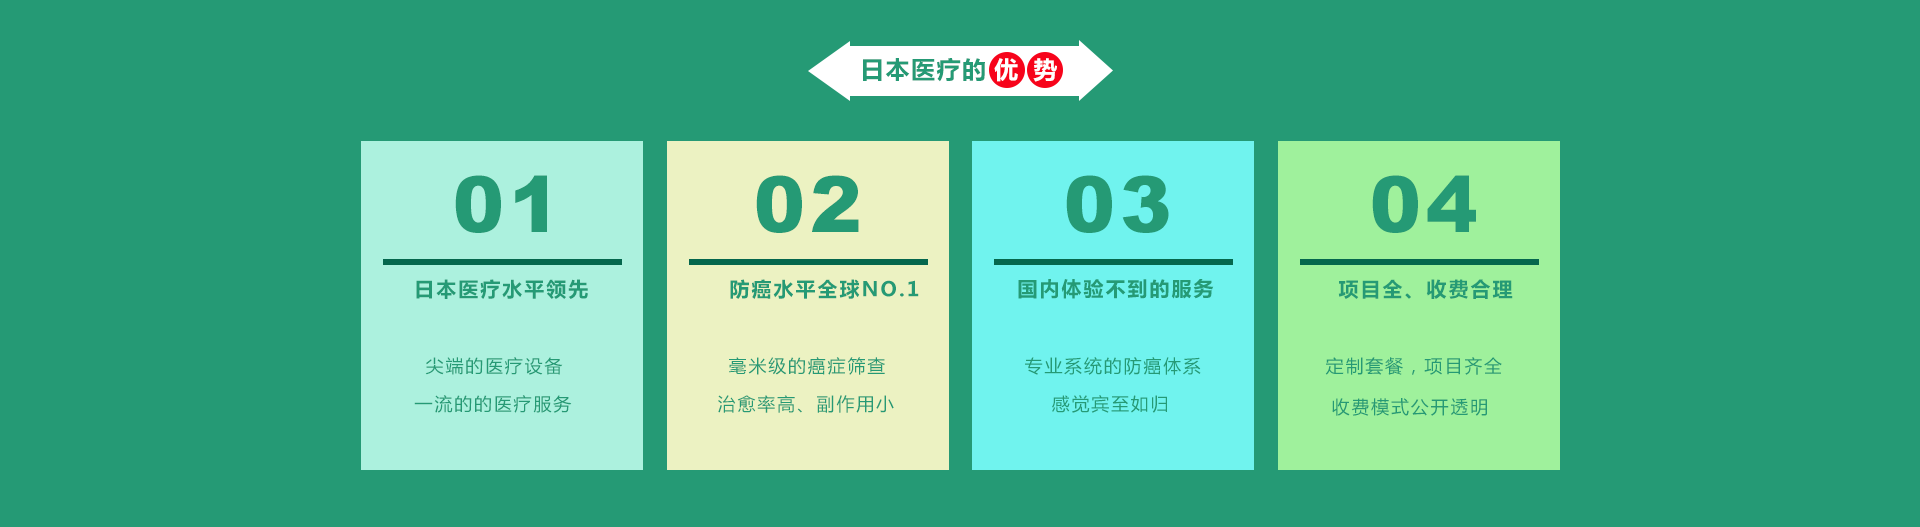 日本医疗的优势
01
日本医疗水平领先
尖端的医疗设备
一流的的医疗服务
02
防癌水平全球NO.1
毫米级的癌症筛查
治愈率高、副作用小
03
国内体验不到的服务
专业系统的防癌体系
感觉宾至如归
04
项目全、收费合理
定制套餐，项目齐全
收费模式公开透明